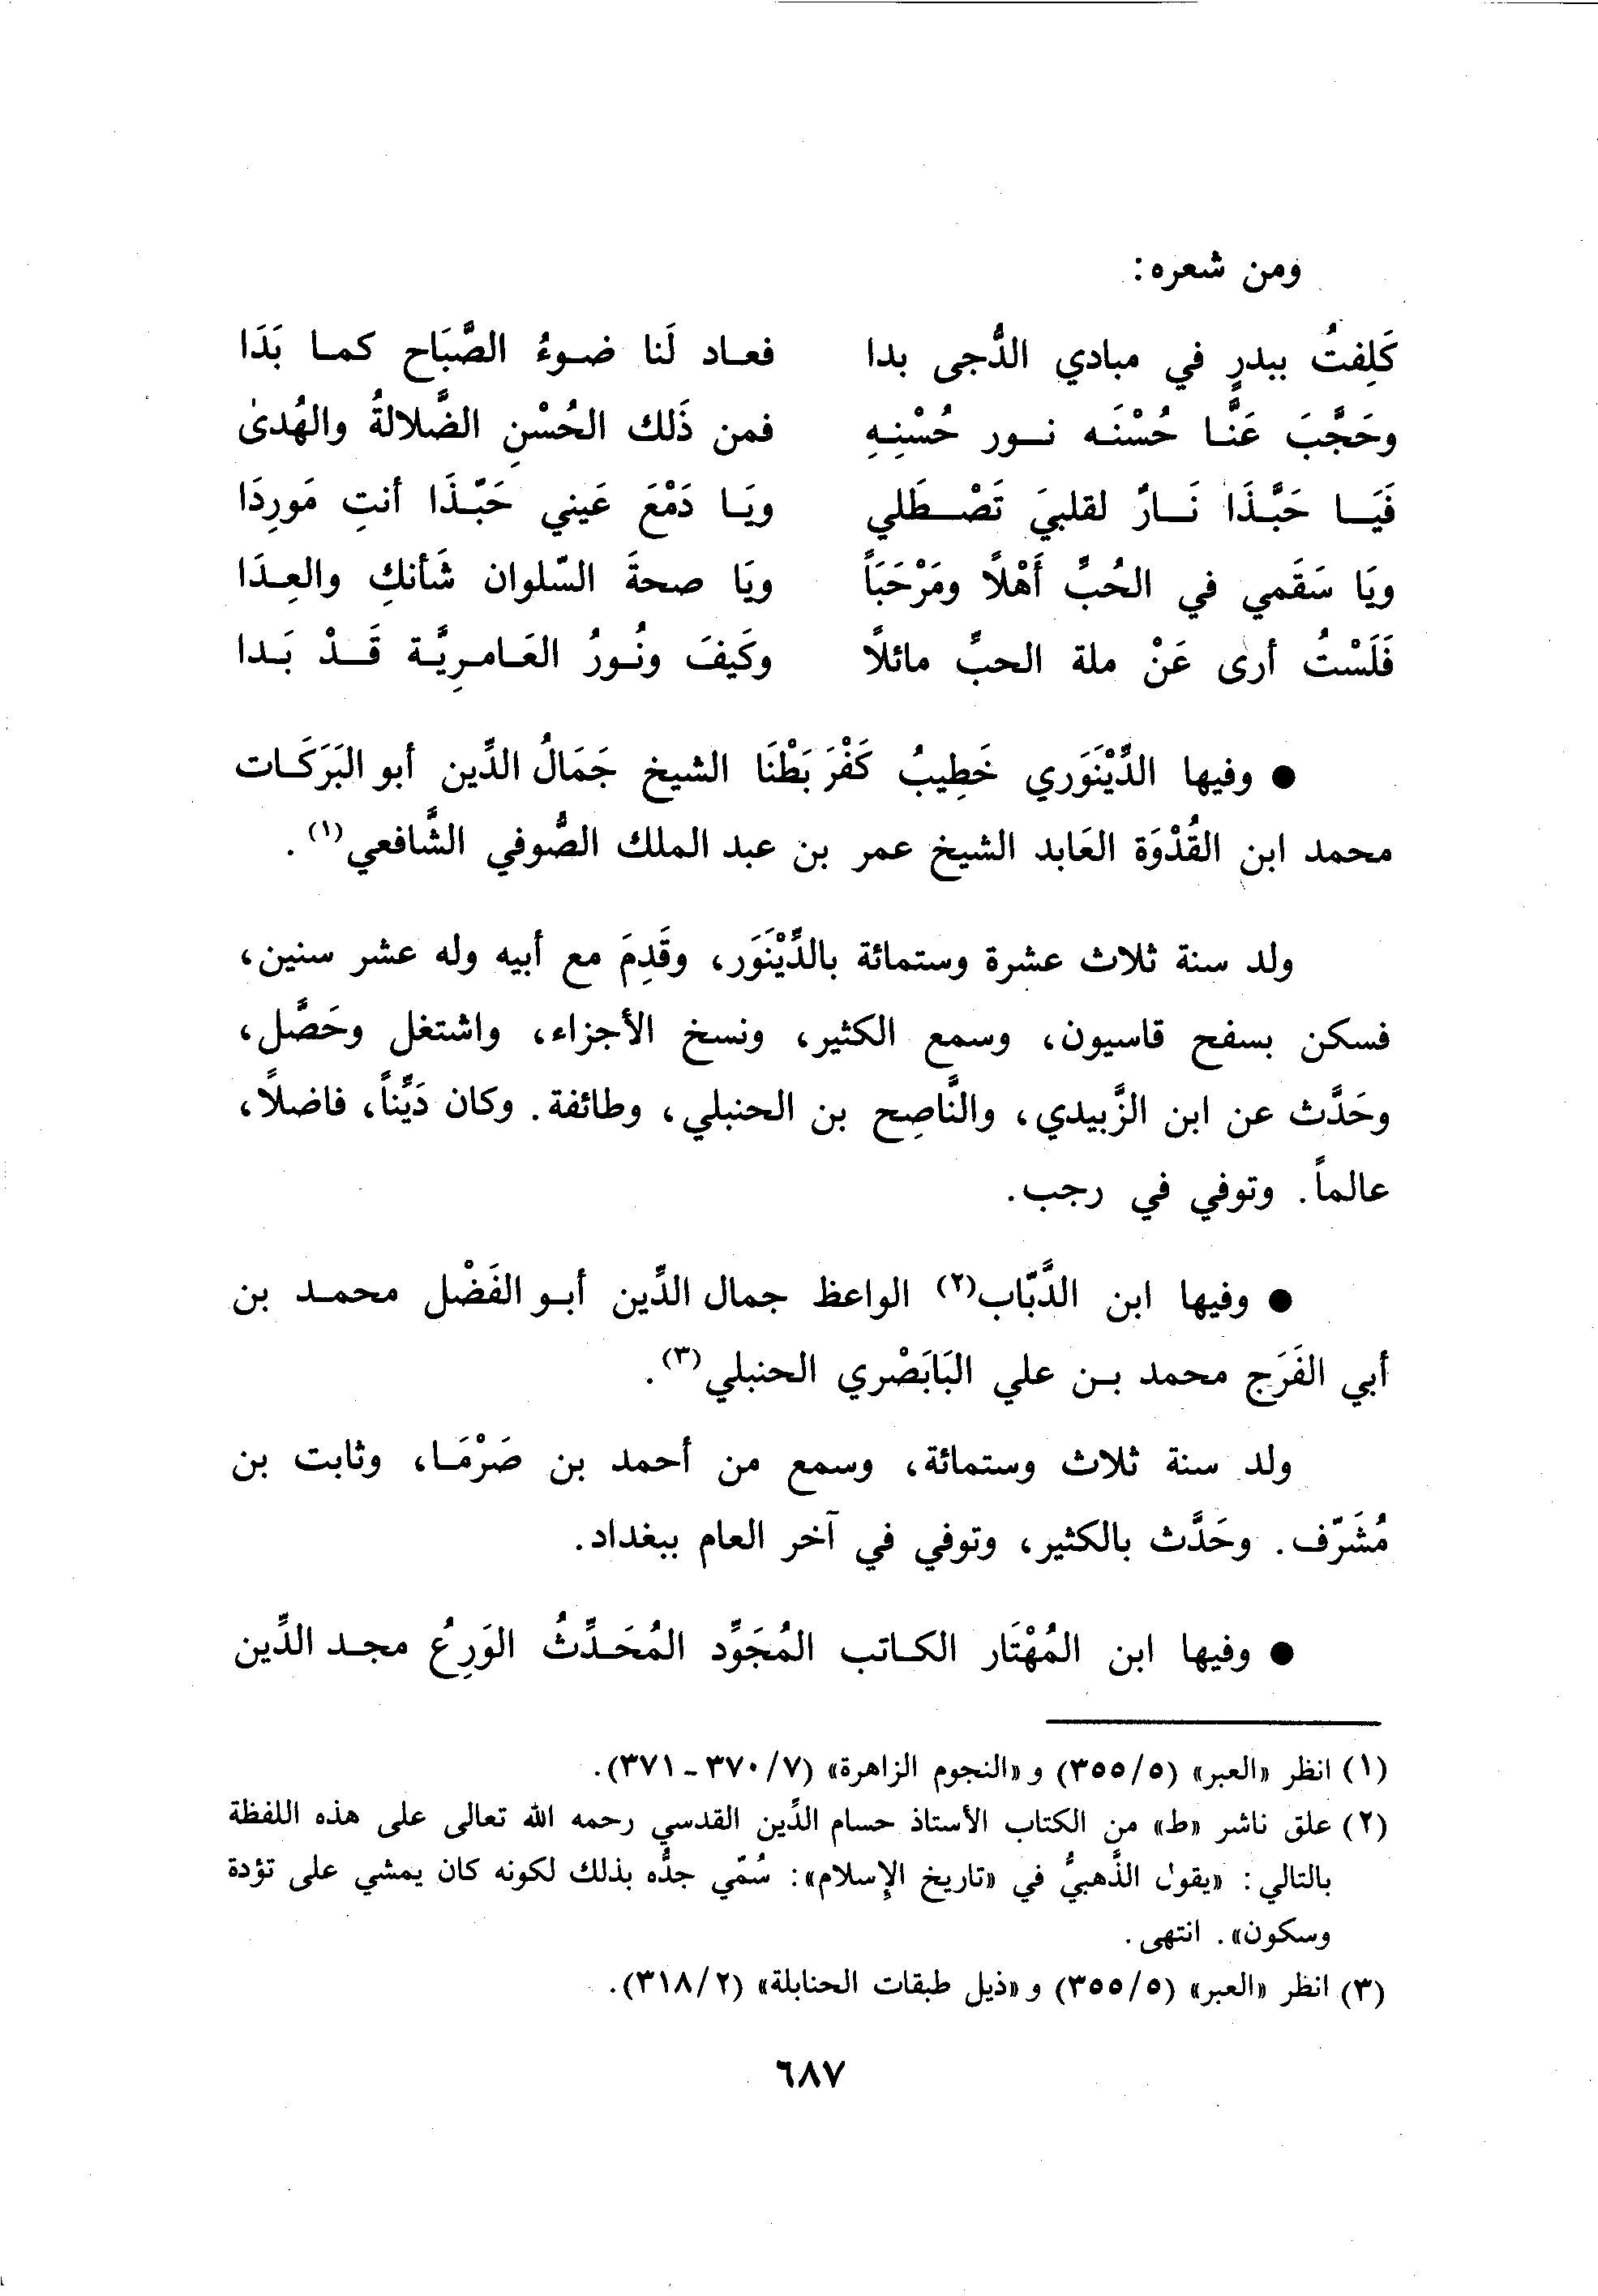 ومن شعره:
كَلِفتُ ببدرٍ في مبادي الدُّجى بدا فعاد لَنا ضوءُ الصَّبَاح كما بَدَا
وحَجَّبَ عَنَّا حُسْنَه نور حُسْنِهِ فمن ذَلك الحُسْنِ الضَّلالةُ والهُدىٰ
فَيَا حَبَّذَا نَارٌ لقلبيَ تَصْطَلي ويَا دَمْعَ عَيني حَبّذَا أنتِ مَورِدَا
ويَا سَقَمي في الحُبِّ أَهْلاً ومَرْحَبَاً ويَا صحةَ السّلوان شَأنكِ والعِدَا
فَلَسْتُ أرى عَنْ ملة الحبِّ مائلاً وكَيفَ ونُورُ العَامرِيَّة قَدْ بَدا
● وفيها الدِّيْنَوَري خَطِيبُ كَفْرَ بَطْنَا الشيخ جَمَالُ الدِّين أبو البَرَكَات
محمد ابن القُدْوَة العَابد الشيخ عمر بن عبد الملك الصُّوفي الشَّافعي(١).
ولد سنة ثلاث عشرة وستمائة بالدِّيْنَوَر، وقَدِمَ مع أبيه وله عشر سنين،
فسكن بسفح قاسيون، وسمع الكثير، ونسخ الأجزاء، واشتغل وحَصَّل،
وحَدَّث عن ابن الزَّبيدي، والنَّاصِح بن الحنبلي، وطائفة. وكان دَيِّناً، فاضلاً،
عالماً. وتوفي في رجب.
● وفيها ابن الدَّبّاب(٢) الواعظ جمال الدِّين أبو الفَضْل محمد بن
أبي الفَرَج محمد بن علي البَابَصْري الحنبلي(٣).
ولد سنة ثلاث وستمائة، وسمع من أحمد بن صَرْمَا، وثابت بن
مُشَرّف. وحَدَّث بالكثير، وتوفي في آخر العام ببغداد.
● وفيها ابن المُهْتَار الكاتب المُجَوِّد المُحَدِّثُ الوَرِعُ مجد الدِّين
(١) انظر «العبر» (٣٥٥/٥) و«النجوم الزاهرة» (٣٧٠/٧ - ٣٧١).
(٢) علق ناشر «ط» من الكتاب الأستاذ حسام الدِّين القدسي رحمه الله تعالى على هذه اللفظة
بالتالي: «يقول الذَّهبيُّ في «تاريخ الإسلام»: سُمّي جدُّه بذلك لكونه كان يمشي على تؤدة
وسكون». انتهى.
(٣) انظر «العبر» (٣٥٥/٥) و«ذيل طبقات الحنابلة» (٣١٨/٢).
٦٨٧